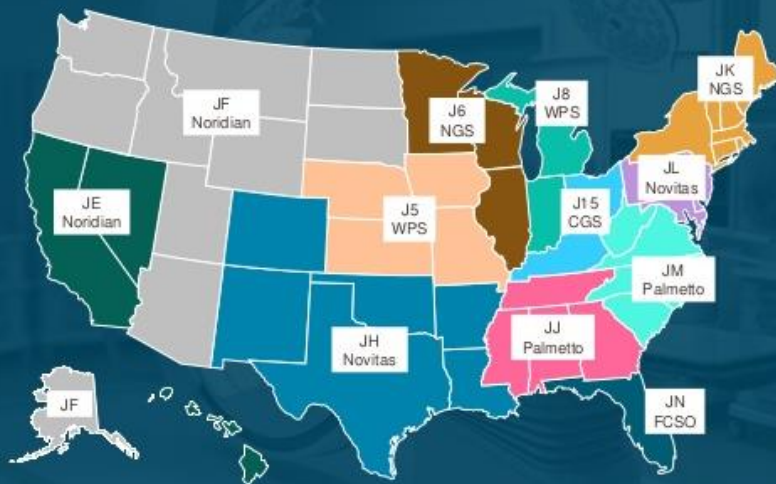 JF
Noridian
JE
Noridian
J6
NGS
J8
WPS
JK
NGS
J5
WPS
J15
CGS
JL
Novitas
JM
Palmetto
JH
Novitas
JJ
Palmetto
JN
FCSO
JF